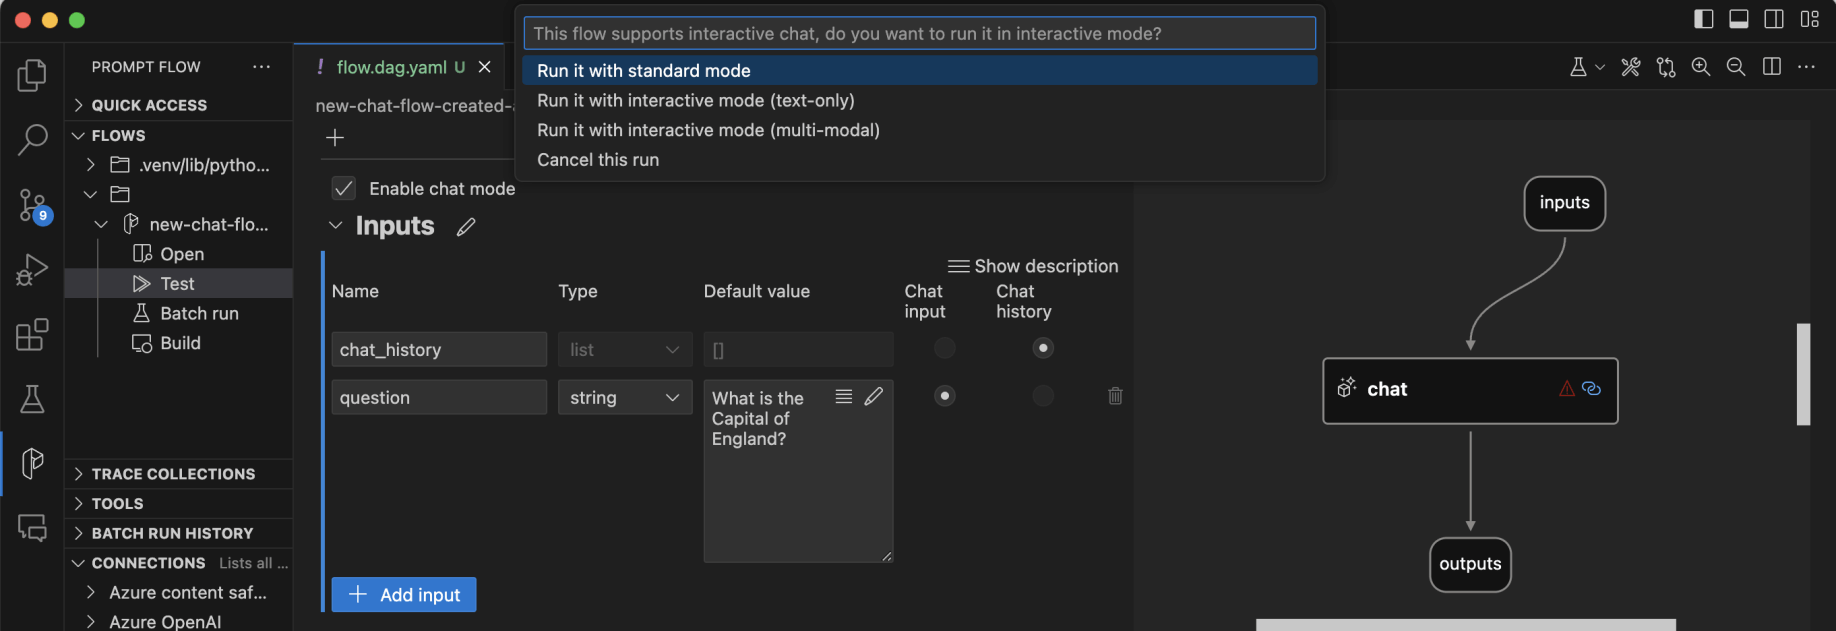 This flow supports interactive chat, do you want to run it in interactive mode?
Run it with standard mode
Run it with interactive mode (text-only)
Run it with interactive mode (multi-modal)
Cancel this run
PROMPT FLOW
QUICK ACCESS
FLOWS
.venv/lib/pytho...
new-chat-flo...
Open
Test
Batch run
Build
TRACE COLLECTIONS
TOOLS
BATCH RUN HISTORY
CONNECTIONS Lists all ...
Azure content saf...
Azure OpenAI
9
! flow.dag.yaml U
new-chat-flow-created-
Enable chat mode
Inputs
Show description
Name Type Default value Chat input Chat history
chat_history list []
question string What is the
Capital of
England?
Add input
inputs
chat
outputs